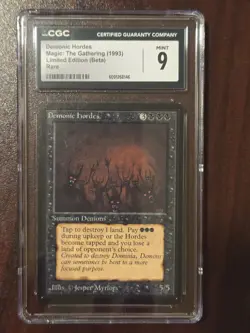 CGC CERTIFIED GUARANTY COMPANY
Demonic Hordes
Magic: The Gathering (1993)
Limited Edition (Beta)
Rare
MINT
9
Demonic Hordes
Summon Demons
Tap to destroy 1 land. Pay
during upkeep or the Hordes
become tapped and you lose a
land of opponent's choice.
Created to destroy Dominia, Demons
can sometimes be bent to a more
focused purpose.
Illus. © Jesper Myrfors
5/5